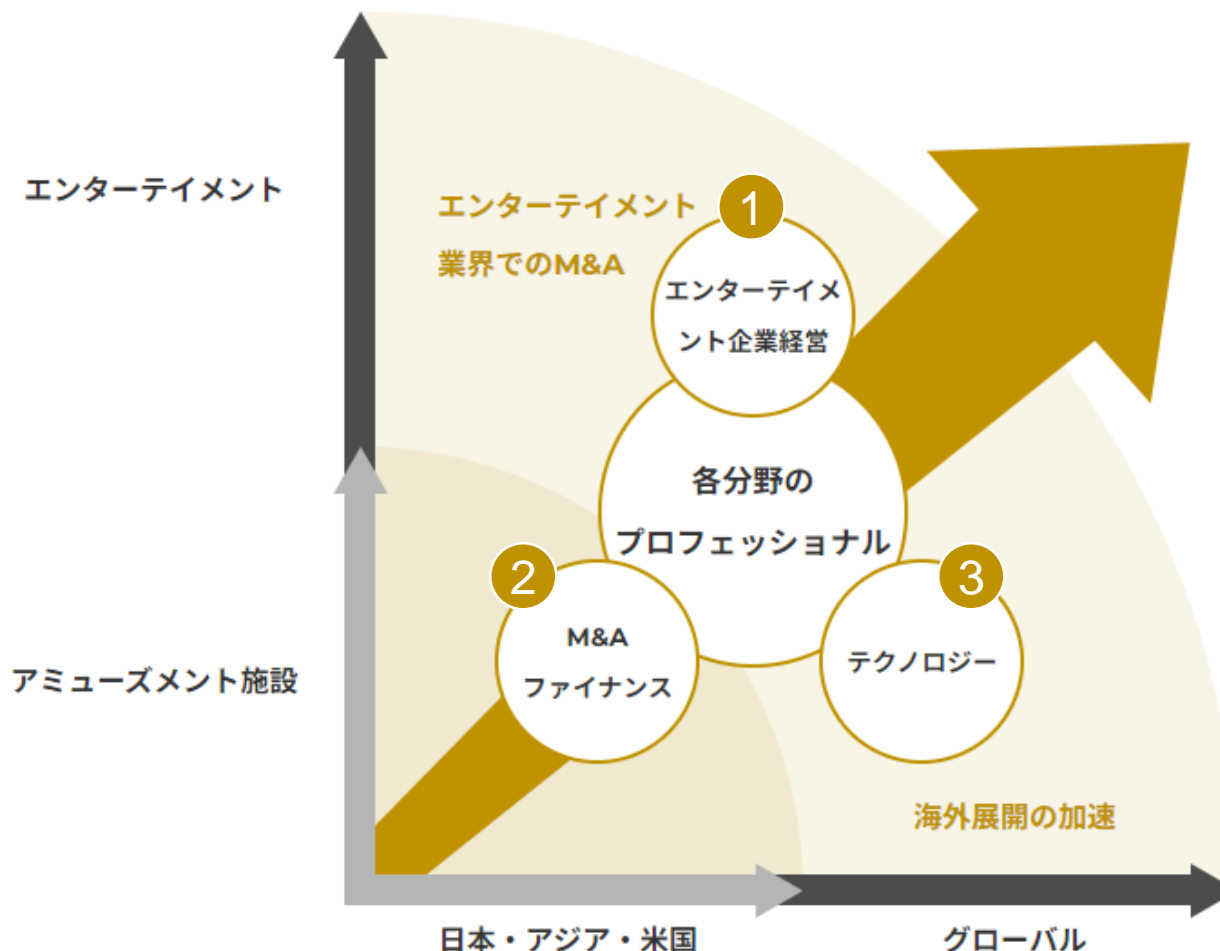 エンターテイメント
エンターテイメント
業界でのM&A
1
エンターテイメ
ント企業経営
各分野の
プロフェッショナル
2
M&A
ファイナンス
3
テクノロジー
アミューズメント施設
海外展開の加速
日本・アジア・米国
グローバル